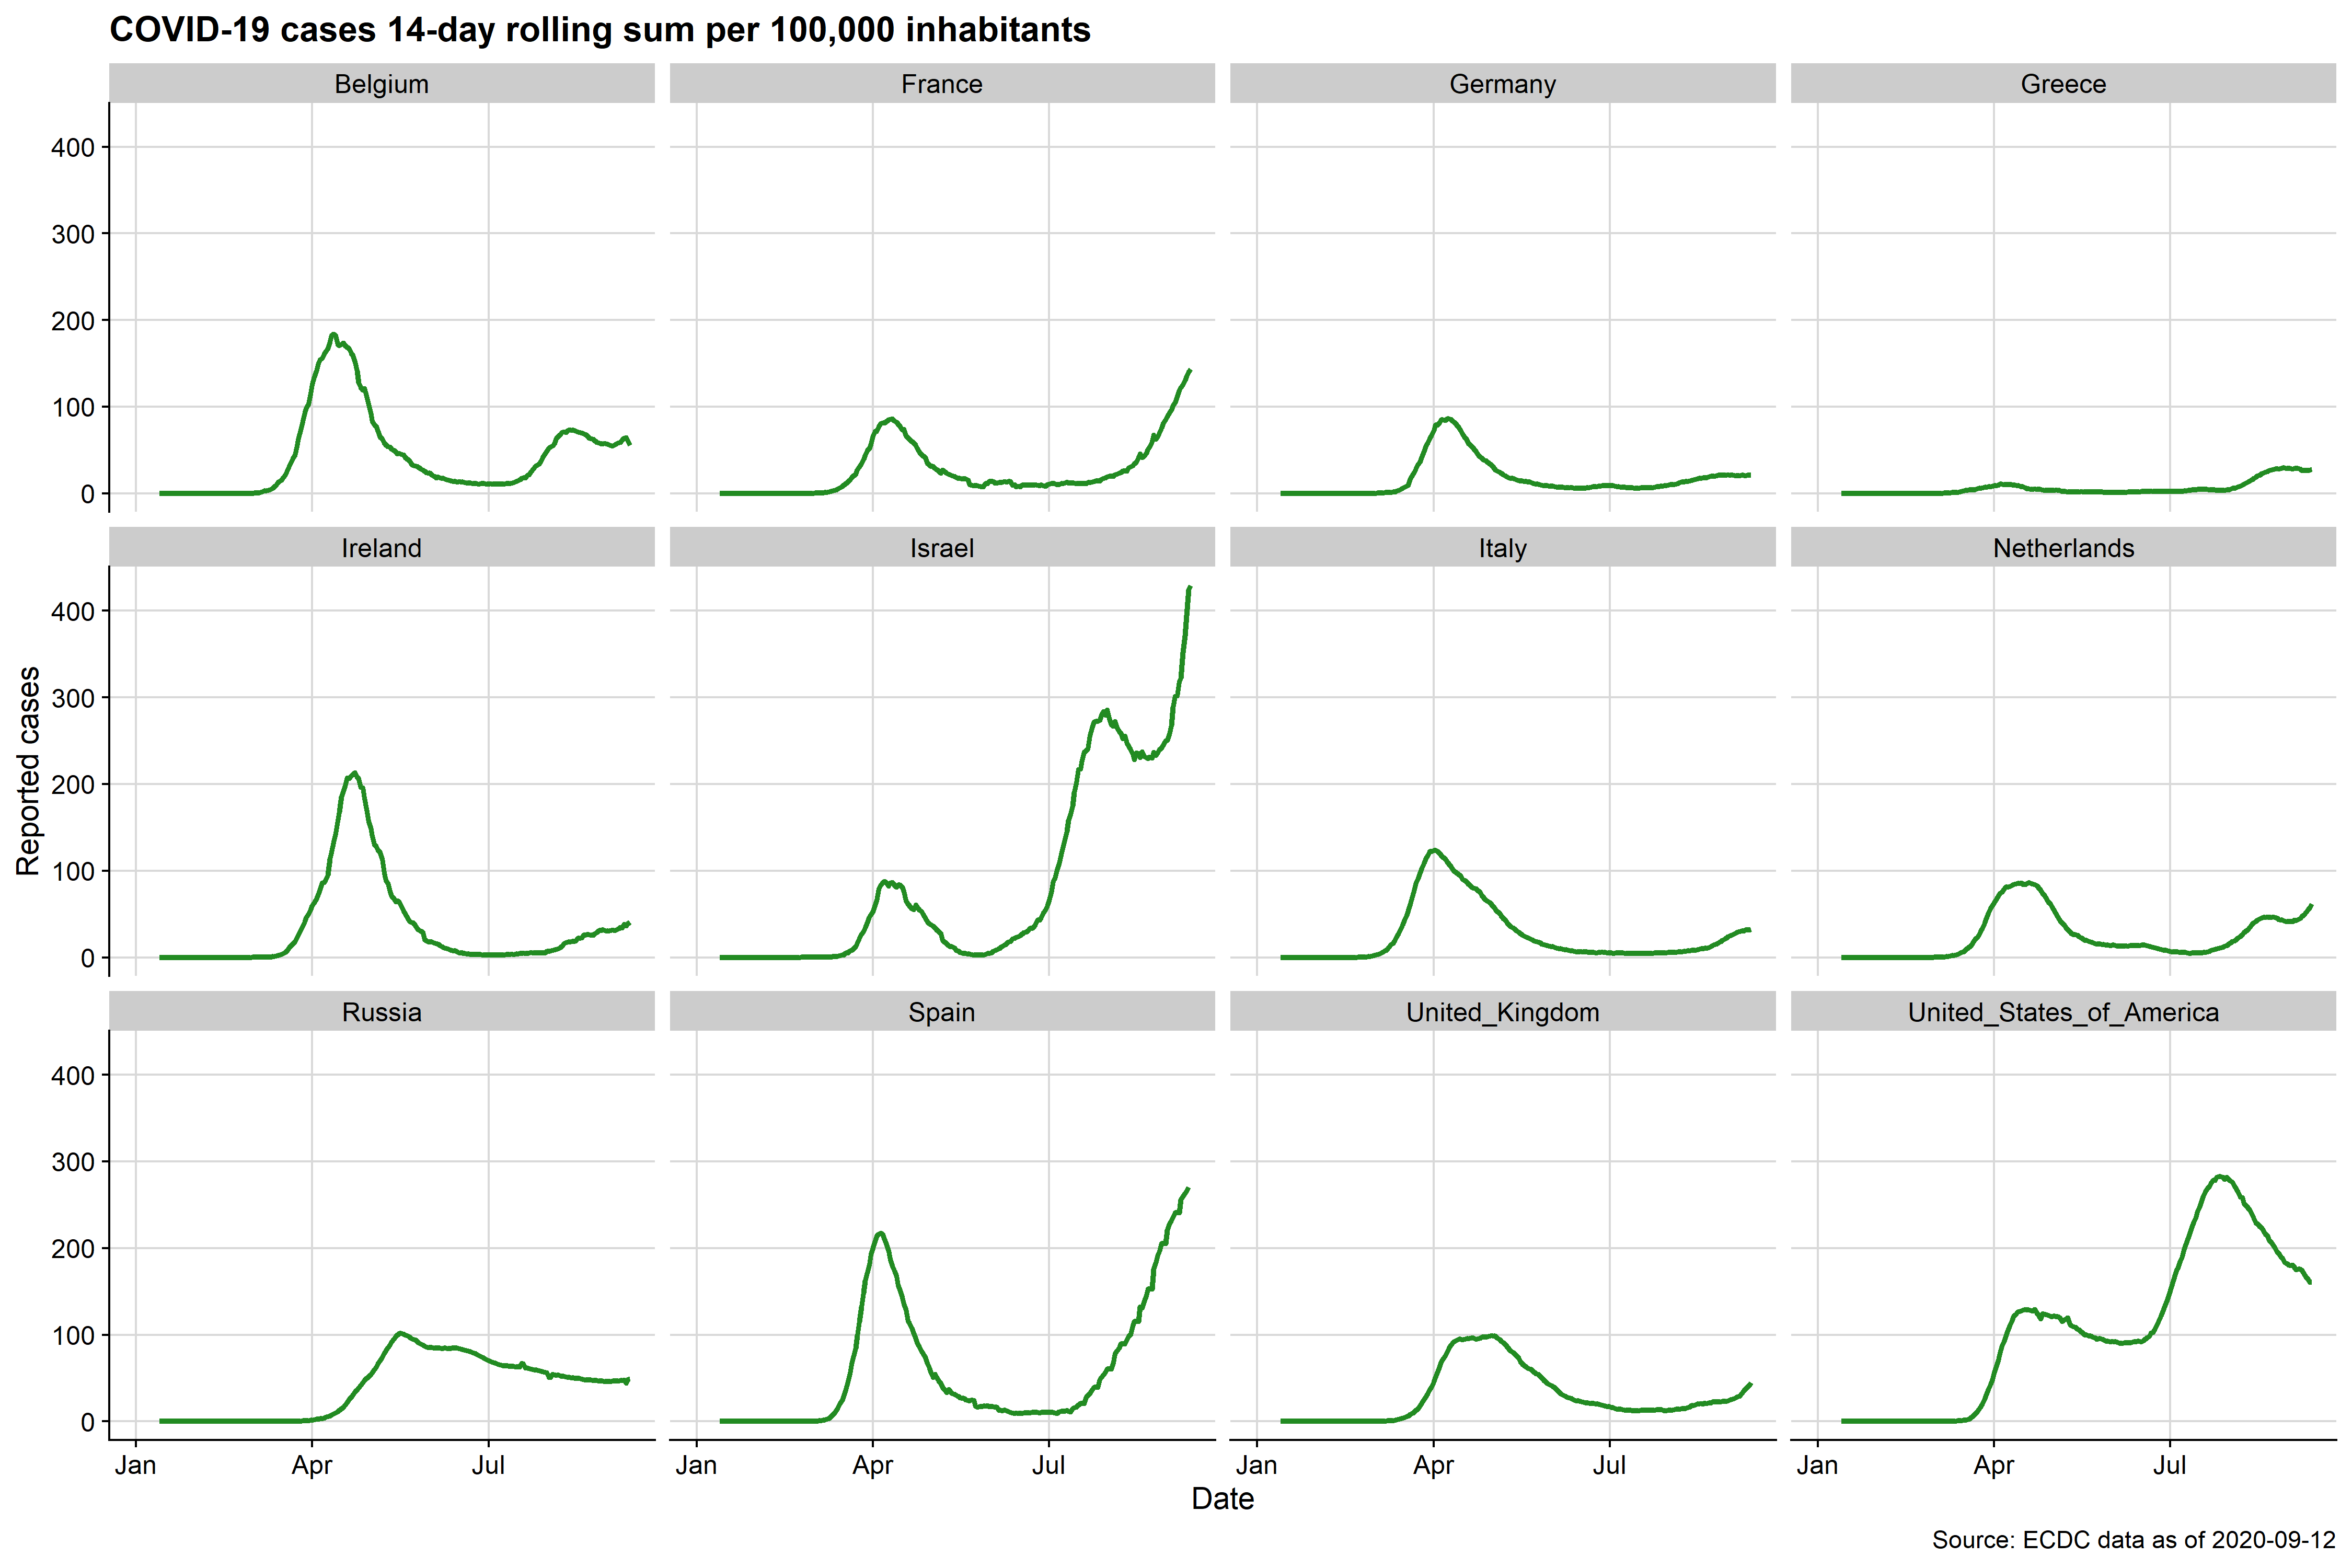 COVID-19 cases 14-day rolling sum per 100,000 inhabitants
Belgium France Germany Greece
400
300
200
100
0
Ireland Israel Italy Netherlands
400
300
200
100
0
Reported cases
Russia Spain United_Kingdom United_States_of_America
400
300
200
100
0
Jan Apr Jul Jan Apr Jul Jan Apr Jul Jan Apr Jul
Date
Source: ECDC data as of 2020-09-12